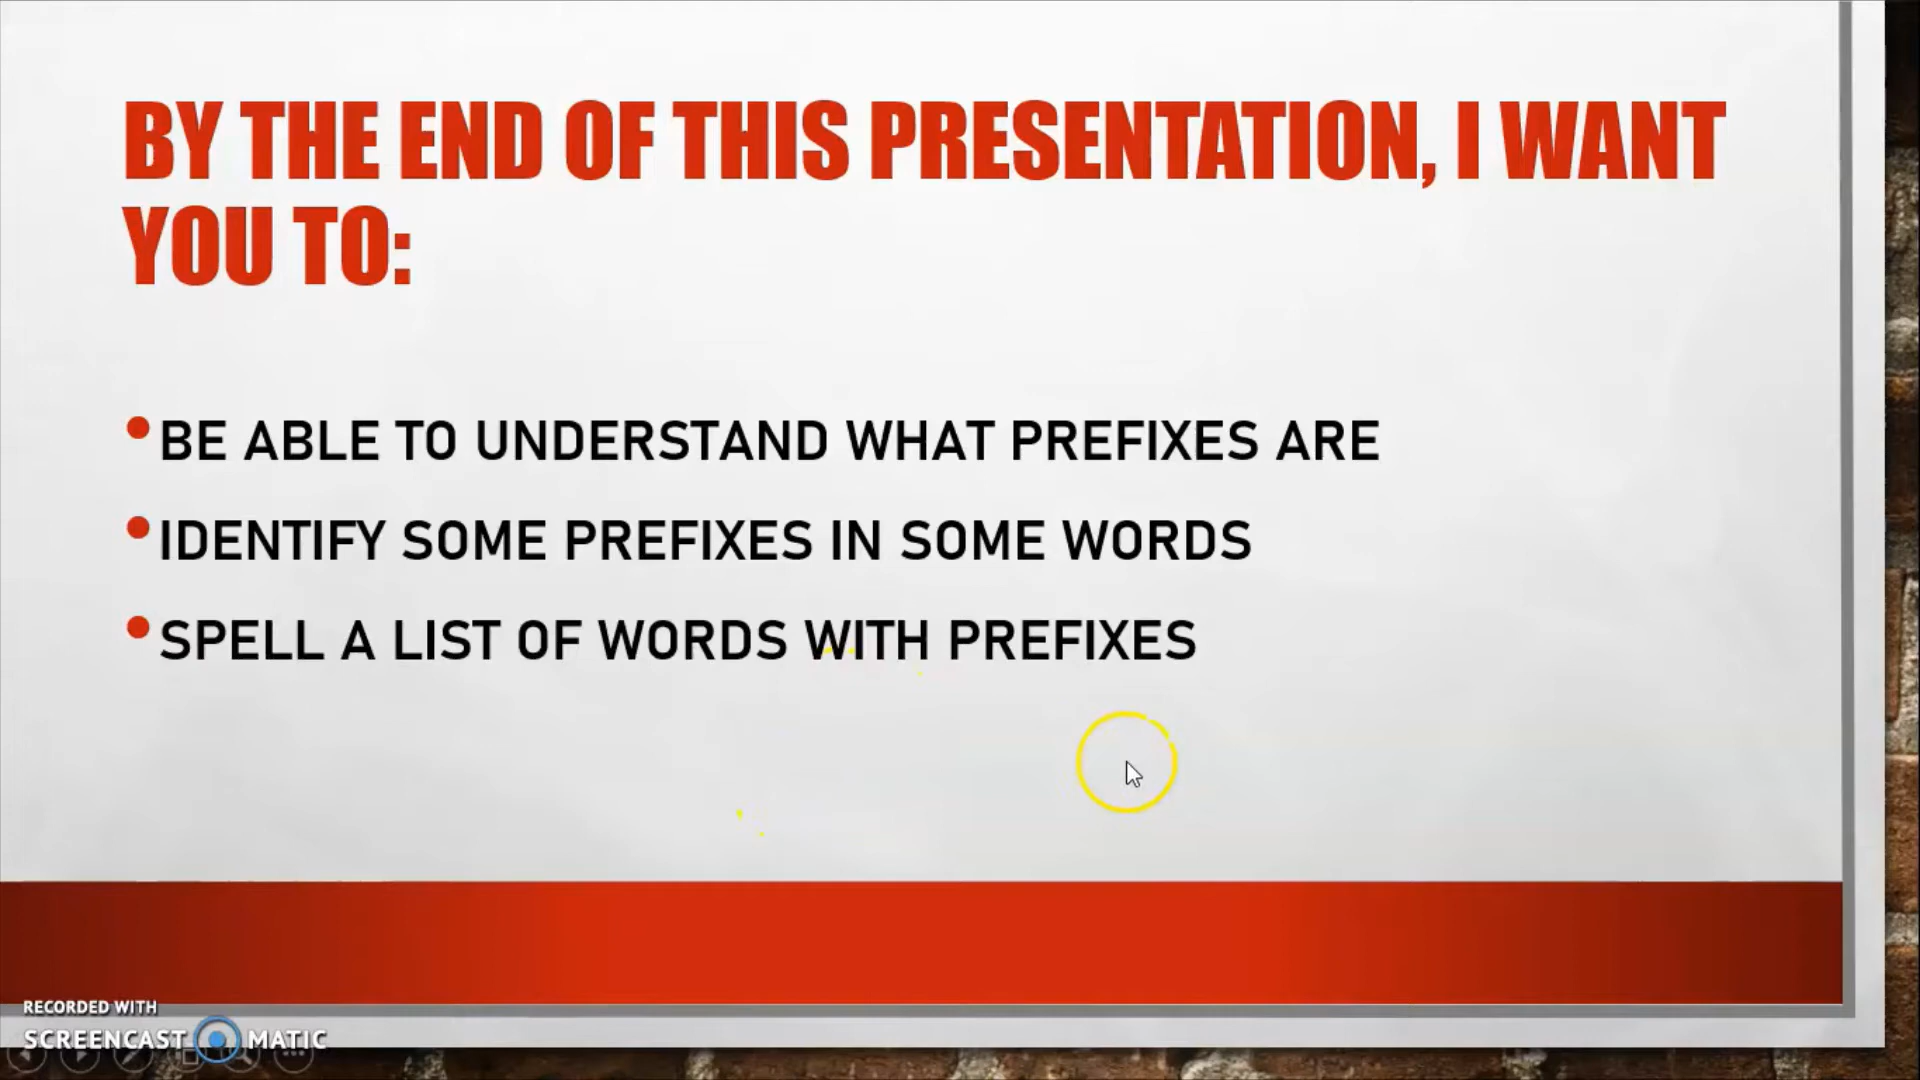 BY THE END OF THIS PRESENTATION, I WANT
YOU TO:
•BE ABLE TO UNDERSTAND WHAT PREFIXES ARE
•IDENTIFY SOME PREFIXES IN SOME WORDS
•SPELL A LIST OF WORDS WITH PREFIXES
RECORDED WITH
SCREENCAST MATIC